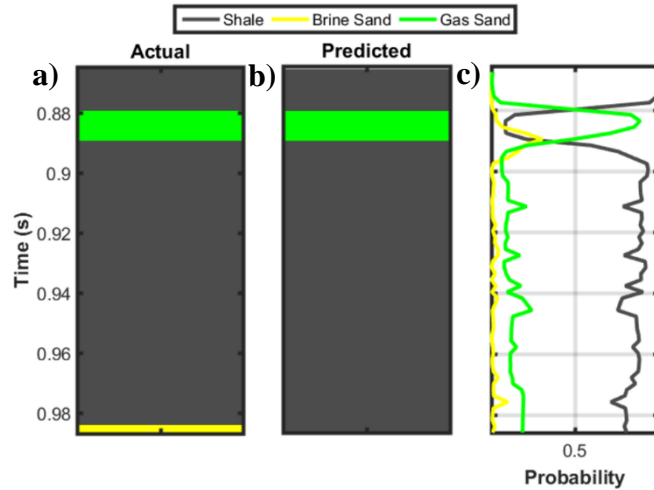 Shale Brine Sand Gas Sand
Actual Predicted
a) b) c)
0.88
0.9
0.92
0.94
0.96
0.98
Time (s)
0.5
Probability